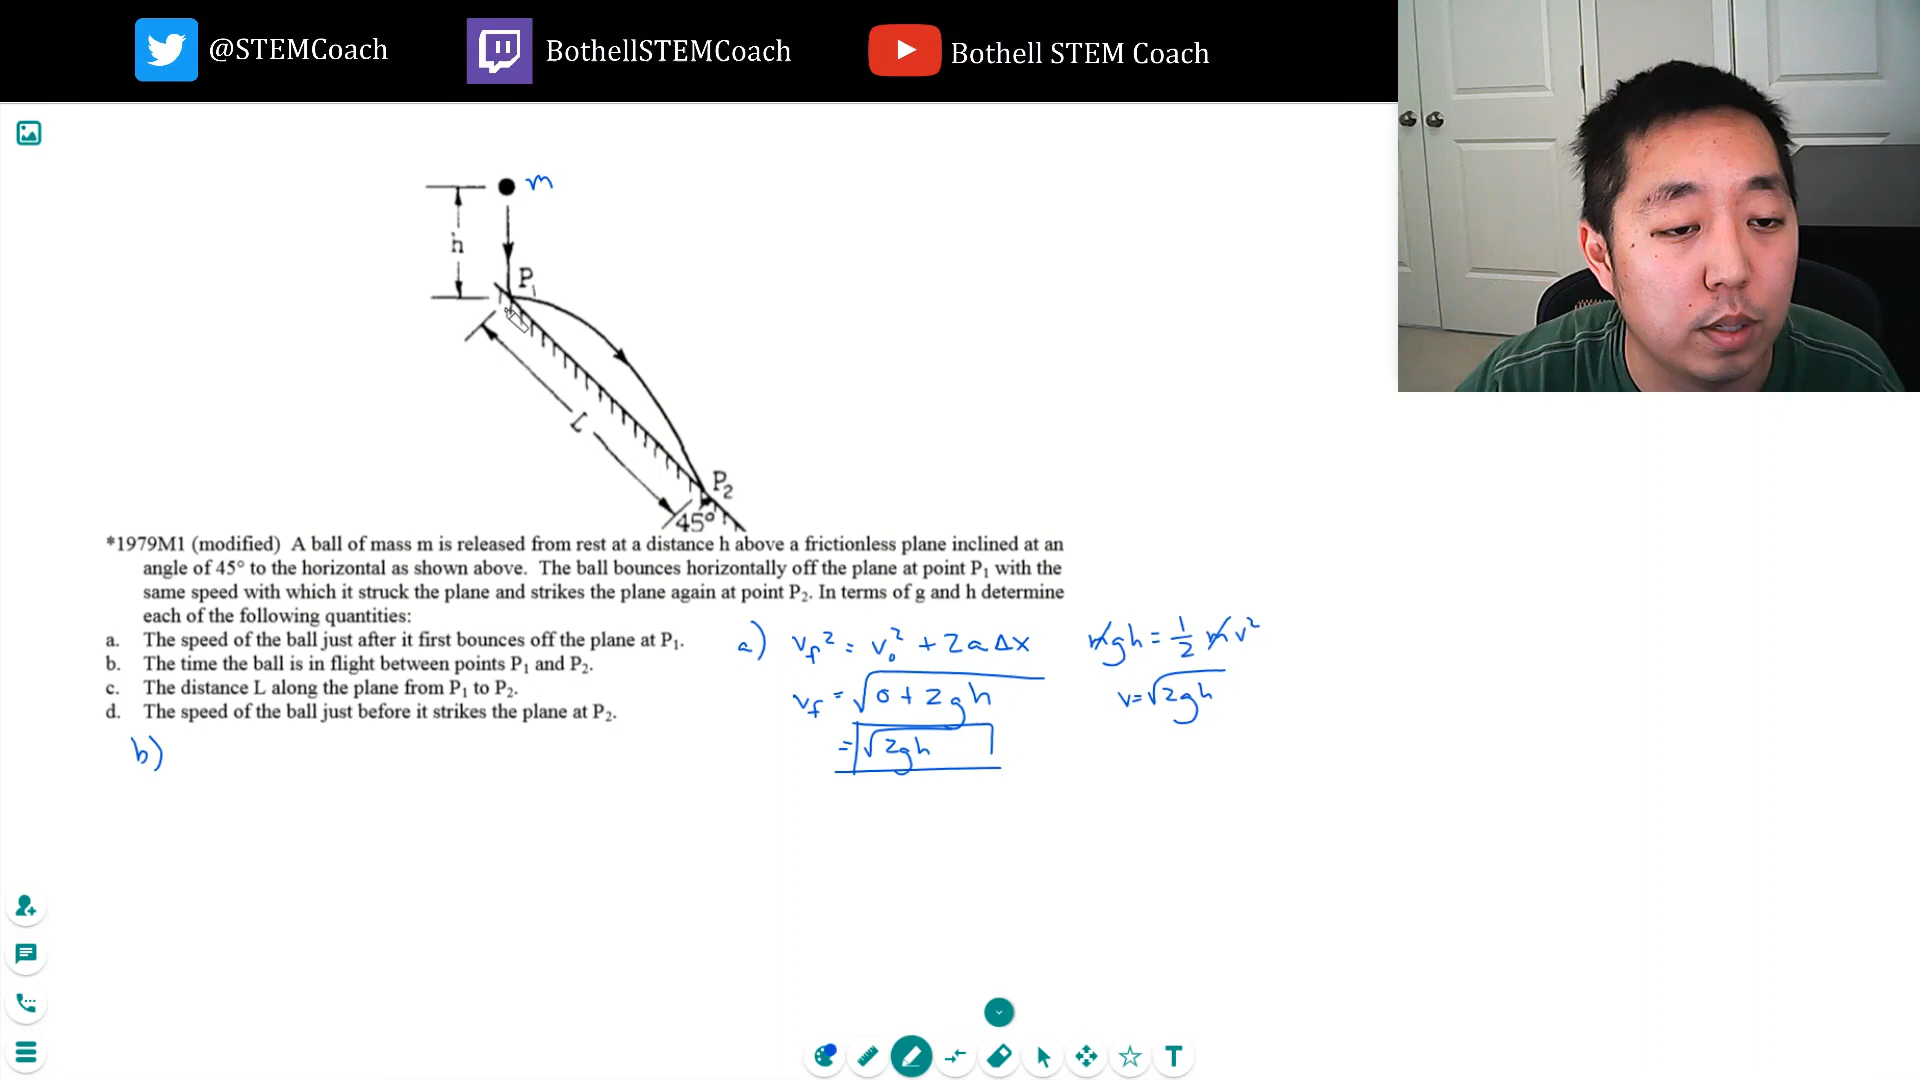 @STEMCoach BothellSTEMCoach Bothell STEM Coach
m
h
P₁
L
P₂
45°
*1979M1 (modified) A ball of mass m is released from rest at a distance h above a frictionless plane inclined at an
angle of 45° to the horizontal as shown above. The ball bounces horizontally off the plane at point P₁ with the
same speed with which it struck the plane and strikes the plane again at point P₂. In terms of g and h determine
each of the following quantities:
a. The speed of the ball just after it first bounces off the plane at P₁.
b. The time the ball is in flight between points P₁ and P₂.
c. The distance L along the plane from P₁ to P₂.
d. The speed of the ball just before it strikes the plane at P₂.
a) v_f² = v₀² + 2aΔx
v_f = √(0 + 2gh)
= √2gh
mgh = 1/2 mv²
v = √2gh
b)
T